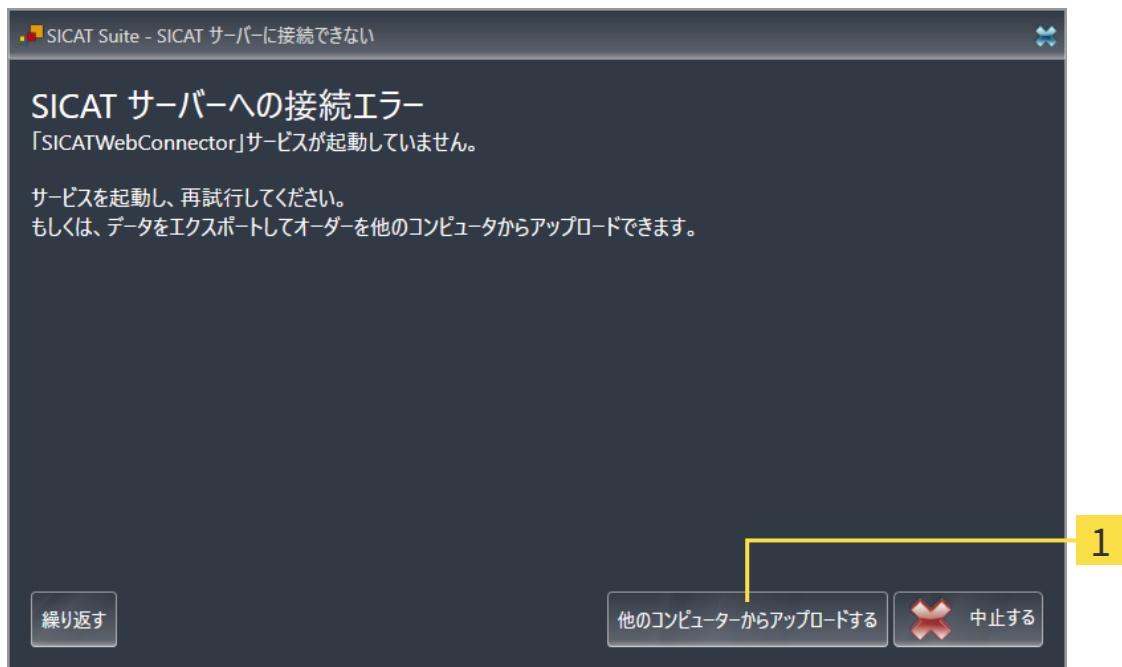 SICAT Suite - SICAT サーバーに接続できない
SICAT サーバーへの接続エラー
「SICATWebConnector」サービスが起動していません。
サービスを起動し、再試行してください。
もしくは、データをエクスポートしてオーダーを他のコンピュータからアップロードできます。
1
繰り返す
他のコンピューターからアップロードする
中止する